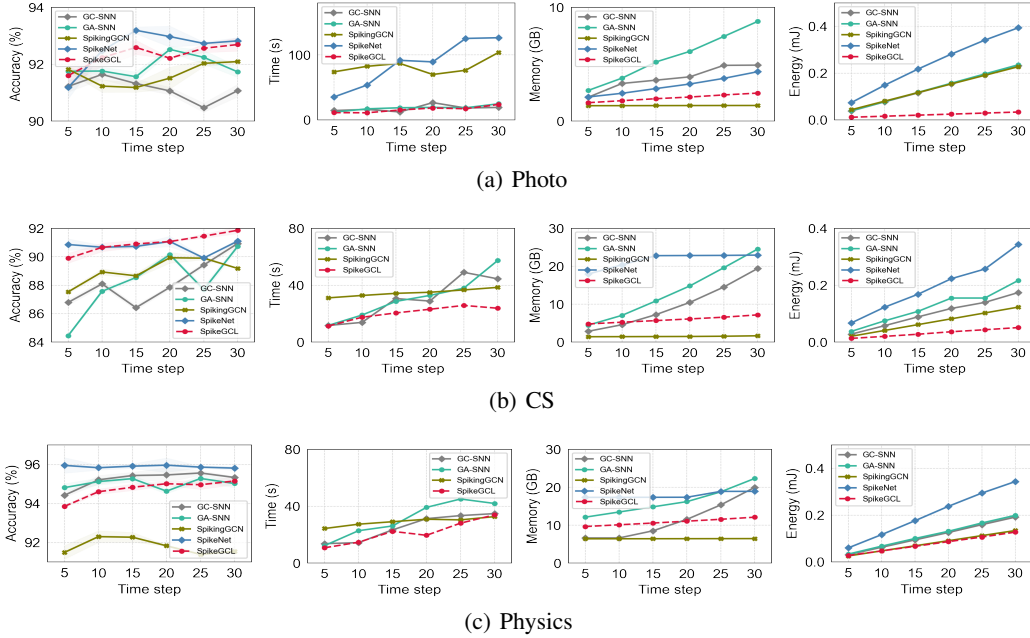 94
92
90
Accuracy (%)
5 10 15 20 25 30
Time step
GC-SNN
GA-SNN
SpikingGCN
SpikeNet
SpikeGCL
100
0
Time (s)
5 10 15 20 25 30
Time step
GC-SNN
GA-SNN
SpikingGCN
SpikeNet
SpikeGCL
10
5
0
Memory (GB)
5 10 15 20 25 30
Time step
GC-SNN
GA-SNN
SpikingGCN
SpikeNet
SpikeGCL
0.4
0.2
0.0
Energy (mJ)
5 10 15 20 25 30
Time step
GC-SNN
GA-SNN
SpikingGCN
SpikeNet
SpikeGCL
(a) Photo
92
90
88
86
84
Accuracy (%)
5 10 15 20 25 30
Time step
GC-SNN
GA-SNN
SpikingGCN
SpikeNet
SpikeGCL
80
40
0
Time (s)
5 10 15 20 25 30
Time step
GC-SNN
GA-SNN
SpikingGCN
SpikeGCL
30
20
10
0
Memory (GB)
5 10 15 20 25 30
Time step
GC-SNN
GA-SNN
SpikingGCN
SpikeNet
SpikeGCL
0.4
0.2
0.0
Energy (mJ)
5 10 15 20 25 30
Time step
GC-SNN
GA-SNN
SpikingGCN
SpikeNet
SpikeGCL
(b) CS
96
94
92
Accuracy (%)
5 10 15 20 25 30
Time step
GC-SNN
GA-SNN
SpikingGCN
SpikeNet
SpikeGCL
80
40
0
Time (s)
5 10 15 20 25 30
Time step
GC-SNN
GA-SNN
SpikingGCN
SpikeGCL
30
20
10
0
Memory (GB)
5 10 15 20 25 30
Time step
GC-SNN
GA-SNN
SpikingGCN
SpikeNet
SpikeGCL
0.4
0.2
0.0
Energy (mJ)
5 10 15 20 25 30
Time step
GC-SNN
GA-SNN
SpikingGCN
SpikeNet
SpikeGCL
(c) Physics